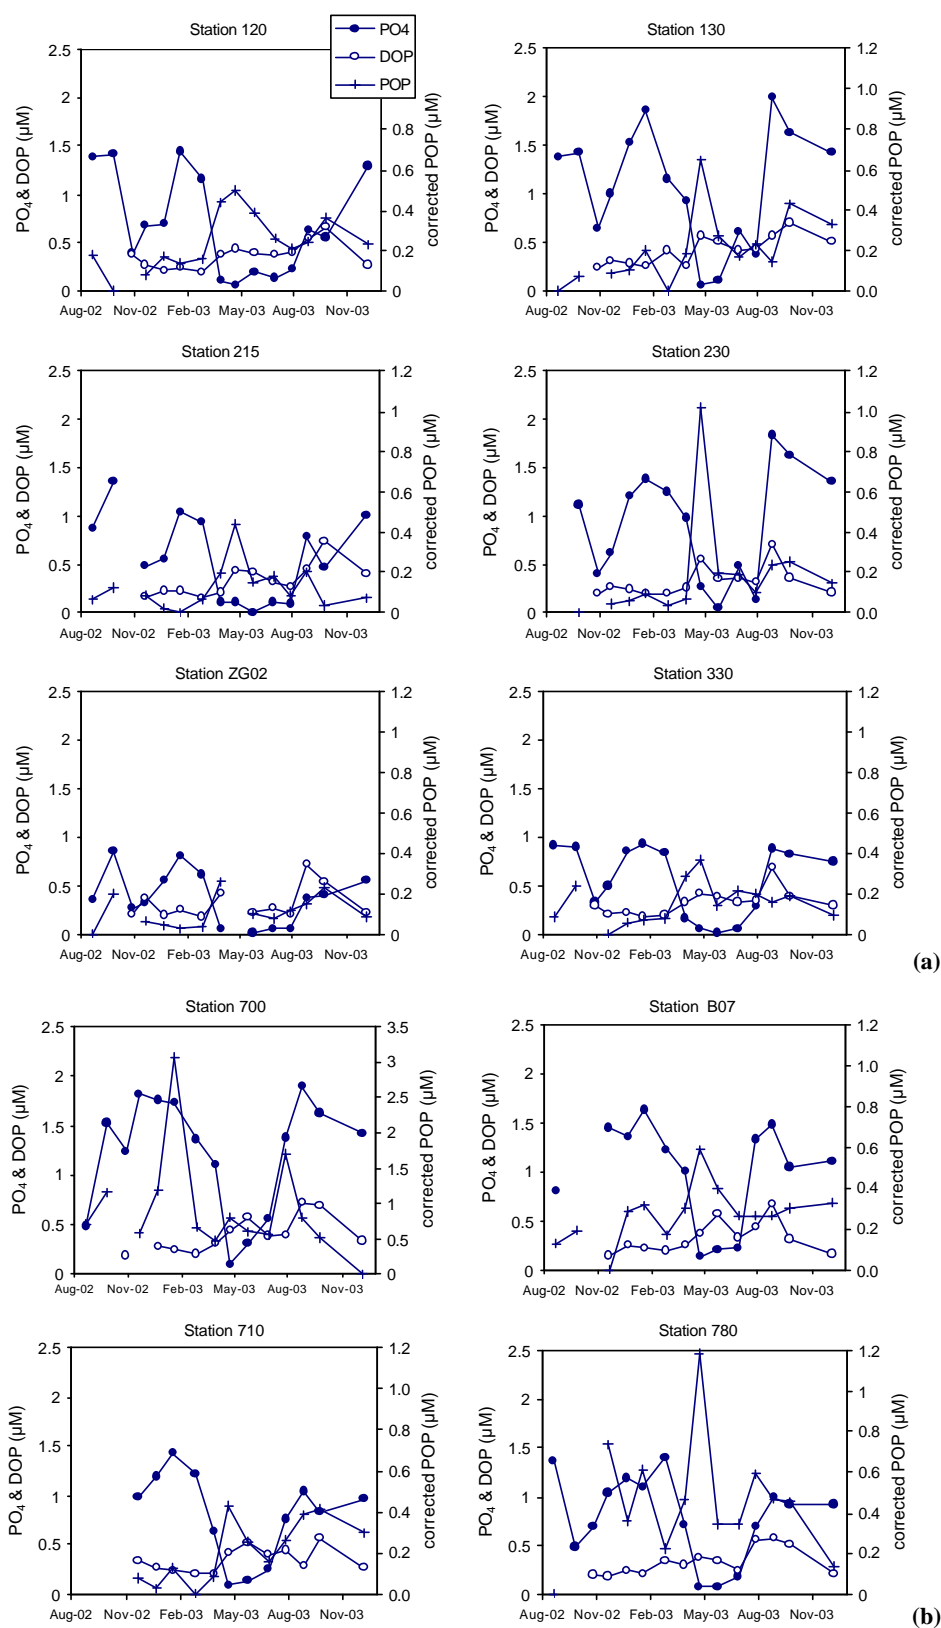 Station 120
PO4
DOP
POP
2.5
2
1.5
1
0.5
0
0.8
0.6
0.4
0.2
0.0
PO4 & DOP (µM)
corrected POP (µM)
Aug-02 Nov-02 Feb-03 May-03 Aug-03 Nov-03
Station 130
2.5
2
1.5
1
0.5
0
1.2
1.0
0.8
0.6
0.4
0.2
0.0
PO4 & DOP (µM)
corrected POP (µM)
Aug-02 Nov-02 Feb-03 May-03 Aug-03 Nov-03
Station 215
2.5
2
1.5
1
0.5
0
1.2
1
0.8
0.6
0.4
0.2
0
PO4 & DOP (µM)
corrected POP (µM)
Aug-02 Nov-02 Feb-03 May-03 Aug-03 Nov-03
Station 230
2.5
2
1.5
1
0.5
0
1.2
1.0
0.8
0.6
0.4
0.2
0.0
PO4 & DOP (µM)
corrected POP (µM)
Aug-02 Nov-02 Feb-03 May-03 Aug-03 Nov-03
Station ZG02
2.5
2
1.5
1
0.5
0
1.2
1
0.8
0.6
0.4
0.2
0
PO4 & DOP (µM)
corrected POP (µM)
Aug-02 Nov-02 Feb-03 May-03 Aug-03 Nov-03
Station 330
2.5
2
1.5
1
0.5
0
1.2
1
0.8
0.6
0.4
0.2
0
PO4 & DOP (µM)
corrected POP (µM)
Aug-02 Nov-02 Feb-03 May-03 Aug-03 Nov-03
(a)
Station 700
2.5
2
1.5
1
0.5
0
3.5
3
2.5
2
1.5
1
0.5
0
PO4 & DOP (µM)
corrected POP (µM)
Aug-02 Nov-02 Feb-03 May-03 Aug-03 Nov-03
Station B07
2.5
2
1.5
1
0.5
0
1.2
1.0
0.8
0.6
0.4
0.2
0.0
PO4 & DOP (µM)
corrected POP (µM)
Aug-02 Nov-02 Feb-03 May-03 Aug-03 Nov-03
Station 710
2.5
2
1.5
1
0.5
0
1.2
1.0
0.8
0.6
0.4
0.2
0.0
PO4 & DOP (µM)
corrected POP (µM)
Aug-02 Nov-02 Feb-03 May-03 Aug-03 Nov-03
Station 780
2.5
2
1.5
1
0.5
0
1.2
1
0.8
0.6
0.4
0.2
0
PO4 & DOP (µM)
corrected POP (µM)
Aug-02 Nov-02 Feb-03 May-03 Aug-03 Nov-03
(b)